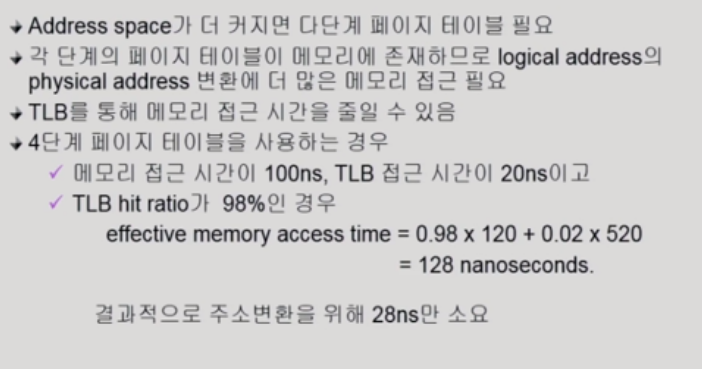 Address space가 더 커지면 다단계 페이지 테이블 필요
각 단계의 페이지 테이블이 메모리에 존재하므로 logical address의
physical address 변환에 더 많은 메모리 접근 필요
TLB를 통해 메모리 접근 시간을 줄일 수 있음
4단계 페이지 테이블을 사용하는 경우
✓ 메모리 접근 시간이 100ns, TLB 접근 시간이 20ns이고
✓ TLB hit ratio가 98%인 경우
effective memory access time = 0.98 x 120 + 0.02 x 520
= 128 nanoseconds.
결과적으로 주소변환을 위해 28ns만 소요